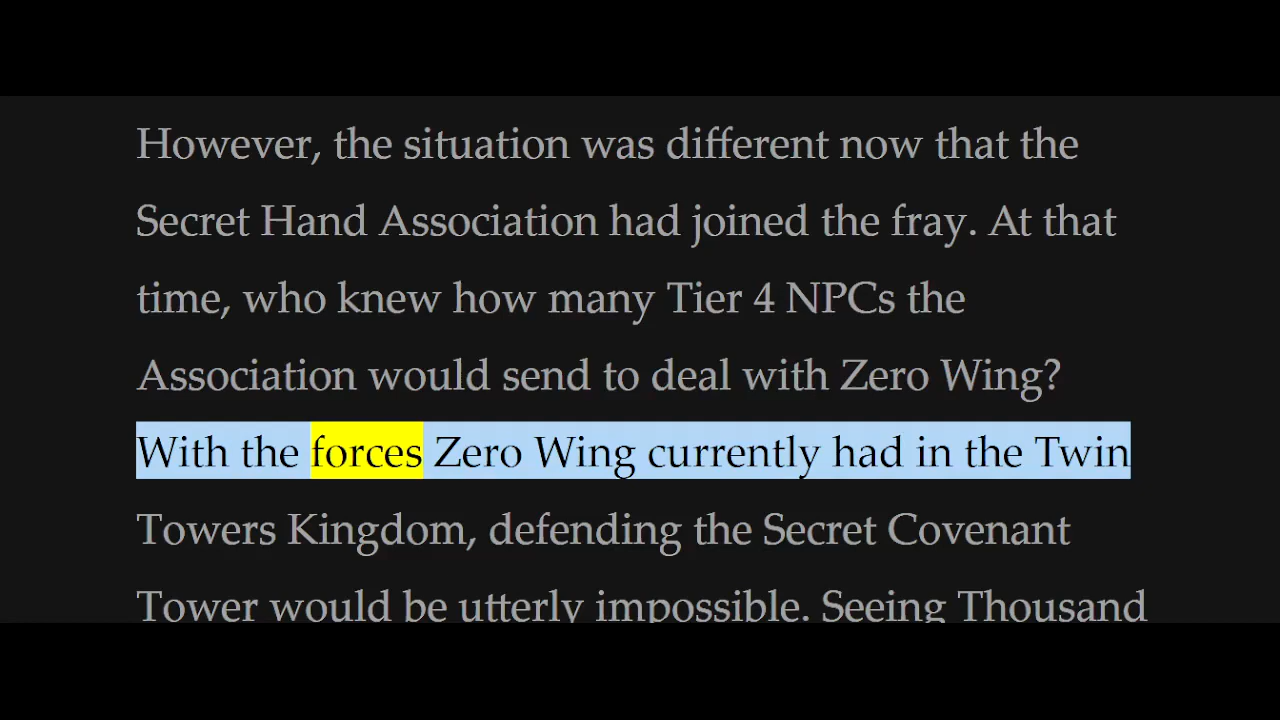 However, the situation was different now that the
Secret Hand Association had joined the fray. At that
time, who knew how many Tier 4 NPCs the
Association would send to deal with Zero Wing?
With the forces Zero Wing currently had in the Twin
Towers Kingdom, defending the Secret Covenant
Tower would be utterly impossible. Seeing Thousand